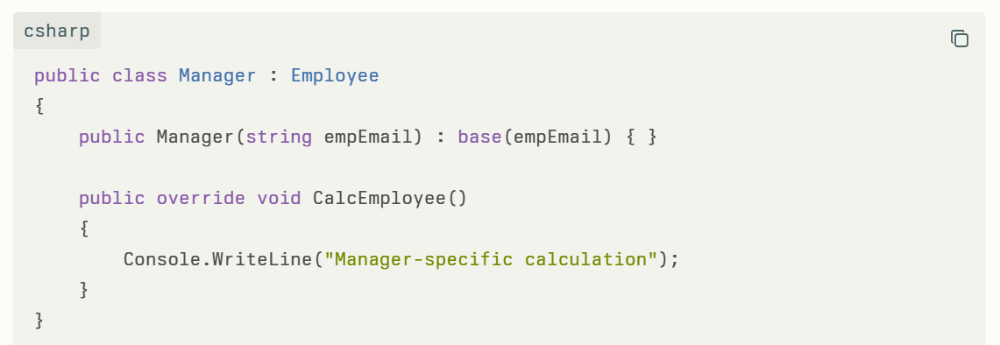 csharp
public class Manager : Employee
{
    public Manager(string empEmail) : base(empEmail) { }
    public override void CalcEmployee()
    {
        Console.WriteLine("Manager-specific calculation");
    }
}